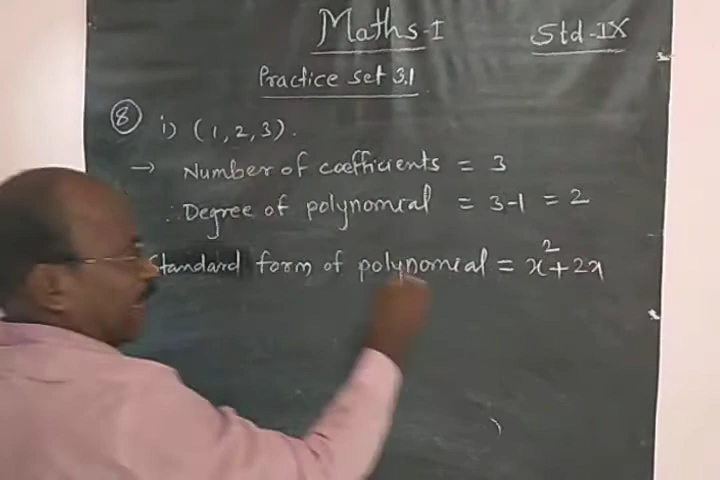 Maths-I Std-IX
Practice set 3.1
8 i) (1, 2, 3).
→ Number of coefficients = 3
∴ Degree of polynomial = 3-1 = 2
Standard form of polynomial = x² + 2x